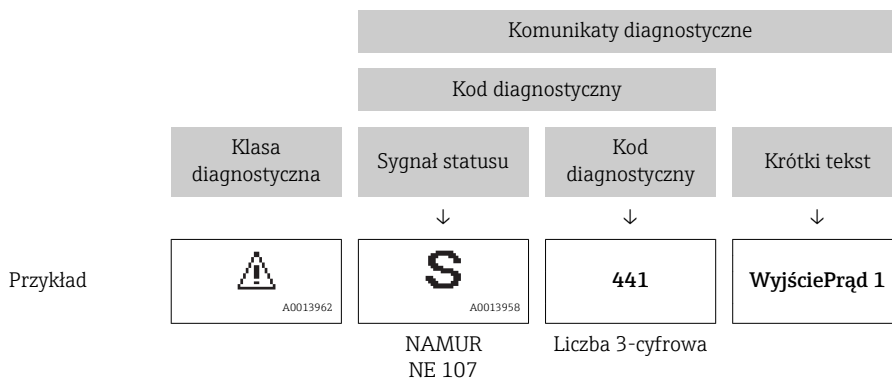 Komunikaty diagnostyczne
Kod diagnostyczny
Klasa
diagnostyczna
Sygnał statusu
Kod
diagnostyczny
Krótki tekst
↓ ↓ ↓
Przykład
A0013962
S
A0013958
441
WyjściePrąd 1
NAMUR
NE 107
Liczba 3-cyfrowa